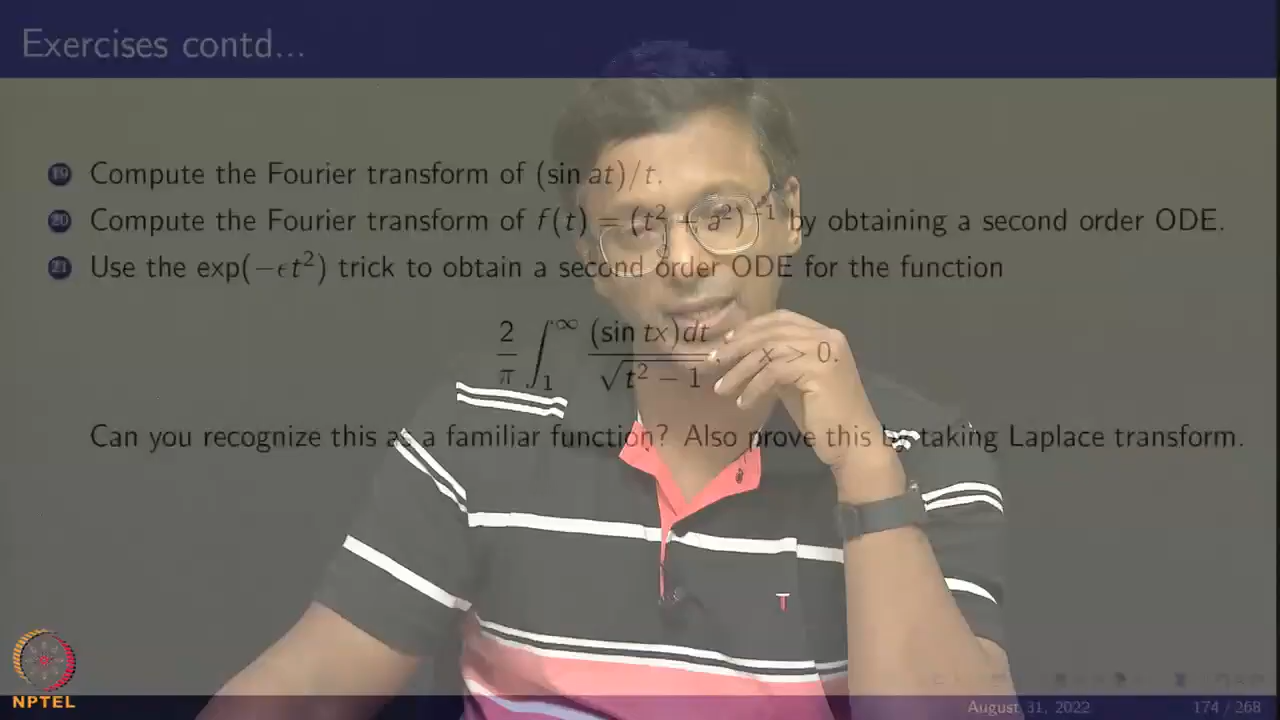 Exercises contd...
19 Compute the Fourier transform of (sin at)/t.
20 Compute the Fourier transform of f(t) = (t² + a²)⁻¹ by obtaining a second order ODE.
21 Use the exp(−ϵt²) trick to obtain a second order ODE for the function
2/π ∫₁^∞ (sin tx)dt / √(t² − 1), x > 0.
Can you recognize this as a familiar function? Also prove this by taking Laplace transform.
T
NPTEL
August 31, 2022 174 / 268